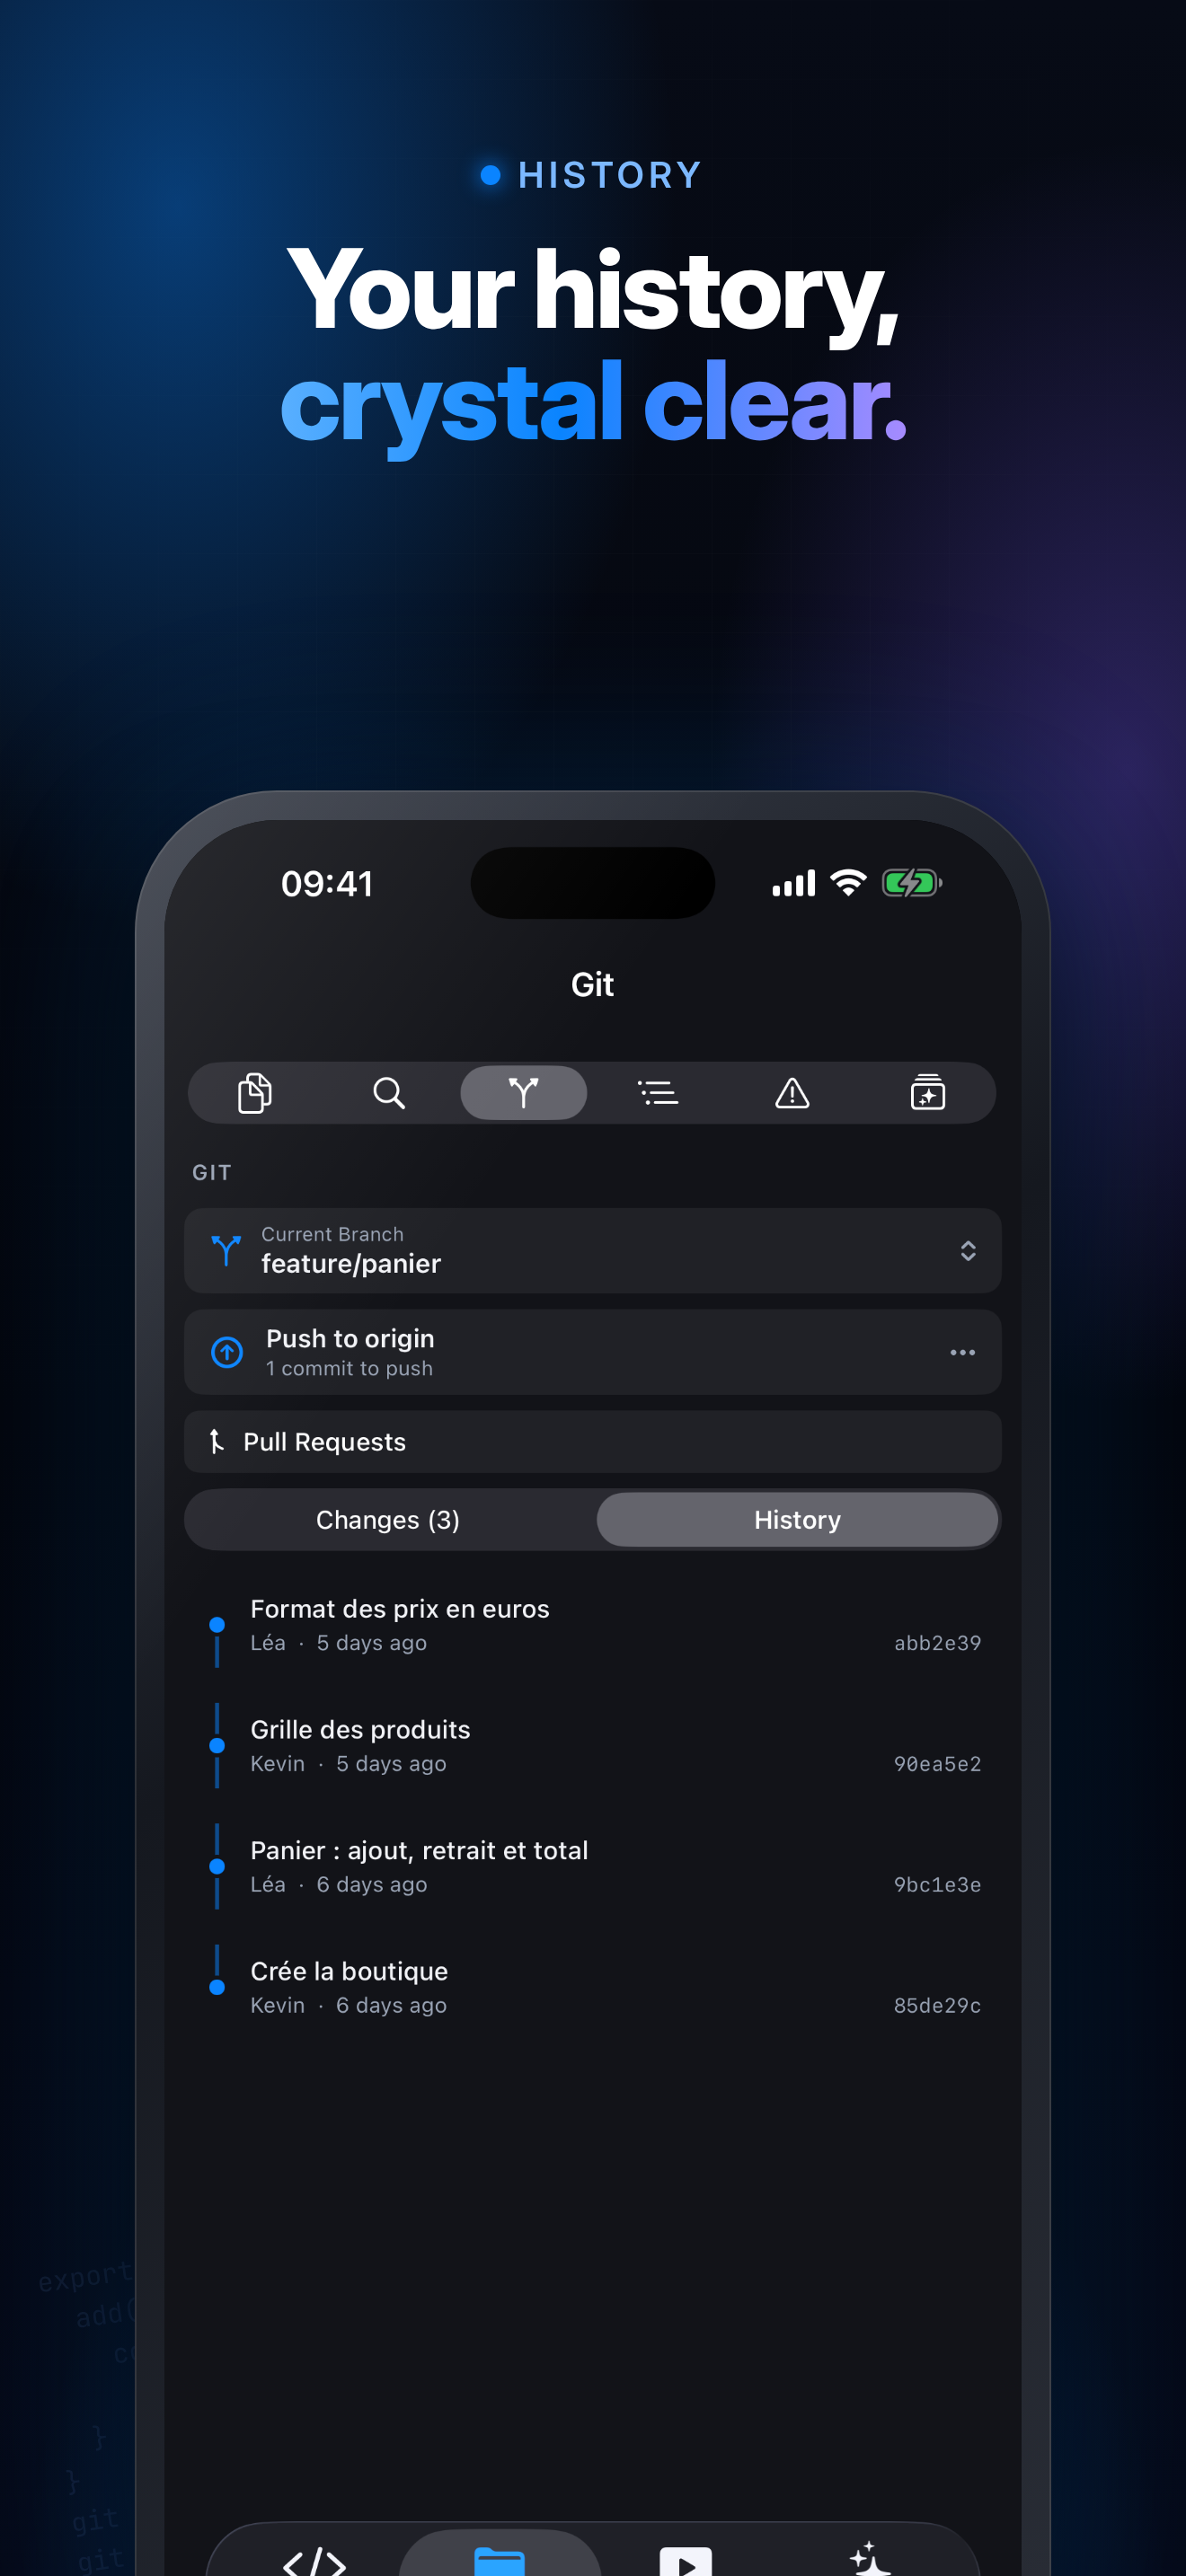 HISTORY
Your history,
crystal clear.
09:41
Git
GIT
Current Branch
feature/panier
Push to origin
1 commit to push
Pull Requests
Changes (3)
History
Format des prix en euros
Léa · 5 days ago
abb2e39
Grille des produits
Kevin · 5 days ago
90ea5e2
Panier : ajout, retrait et total
Léa · 6 days ago
9bc1e3e
Crée la boutique
Kevin · 6 days ago
85de29c
export
add(
}
}
git
git